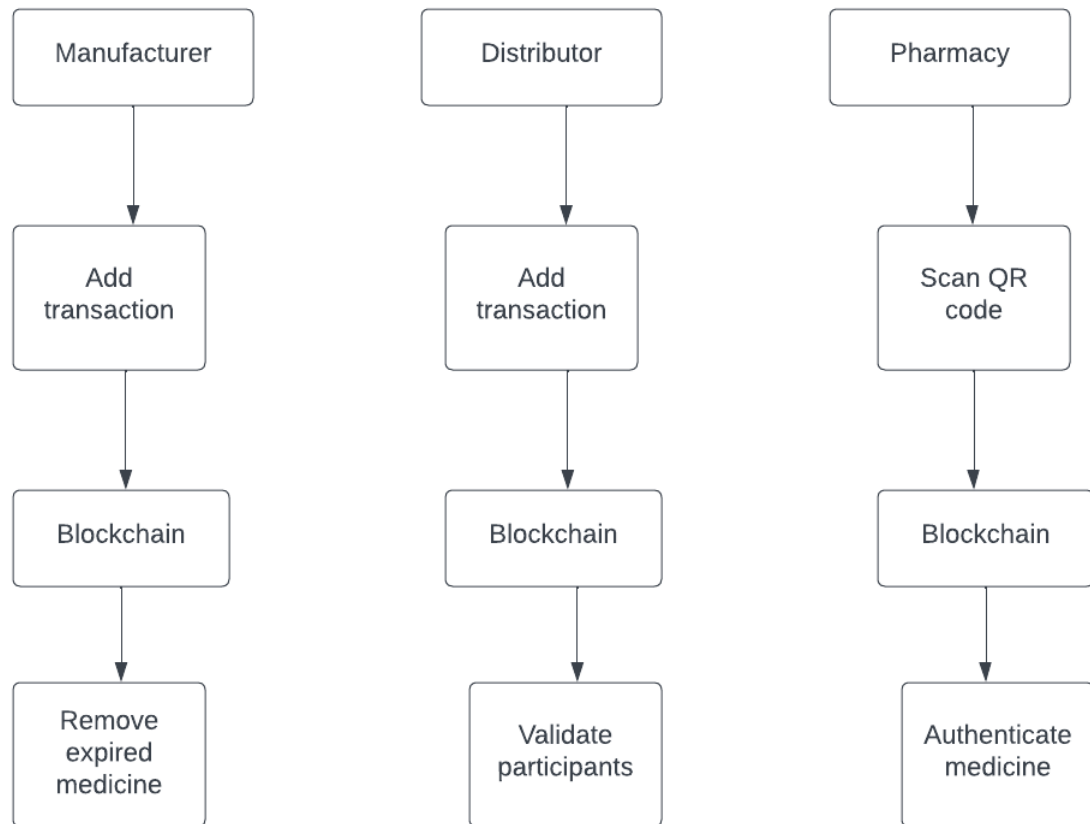 Manufacturer
Distributor
Pharmacy
Add
transaction
Add
transaction
Scan QR
code
Blockchain
Blockchain
Blockchain
Remove
expired
medicine
Validate
participants
Authenticate
medicine